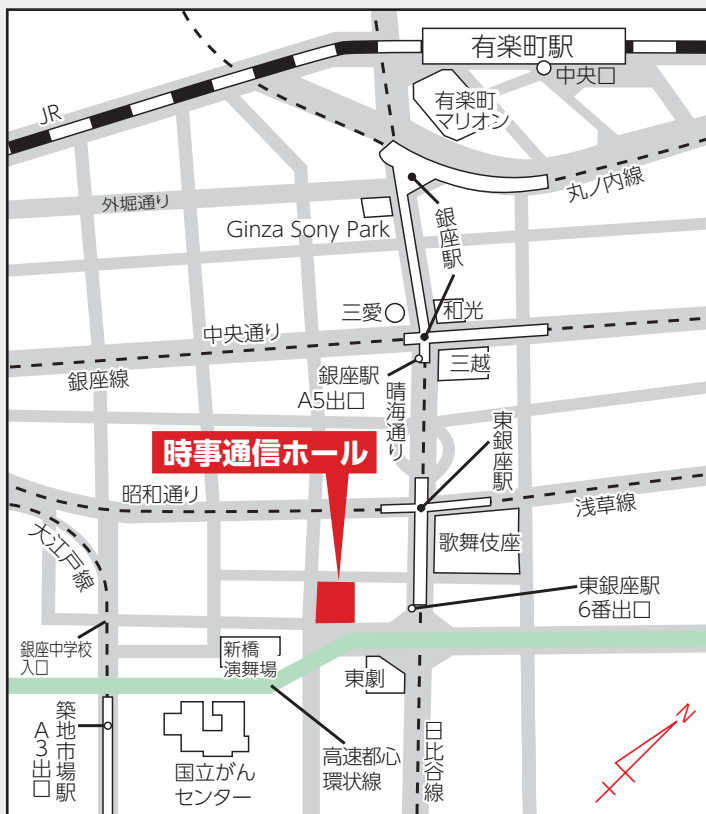 有楽町駅
中央口
JR
有楽町
マリオン
丸ノ内線
外堀通り
Ginza Sony Park
銀座駅
三愛
和光
中央通り
三越
銀座線
銀座駅
A5出口
晴海通り
時事通信ホール
東銀座駅
昭和通り
浅草線
大江戸線
歌舞伎座
東銀座駅
6番出口
銀座中学校
入口
新橋
演舞場
東劇
築地市場駅
A3出口
国立がん
センター
高速都心
環状線
日比谷線
N